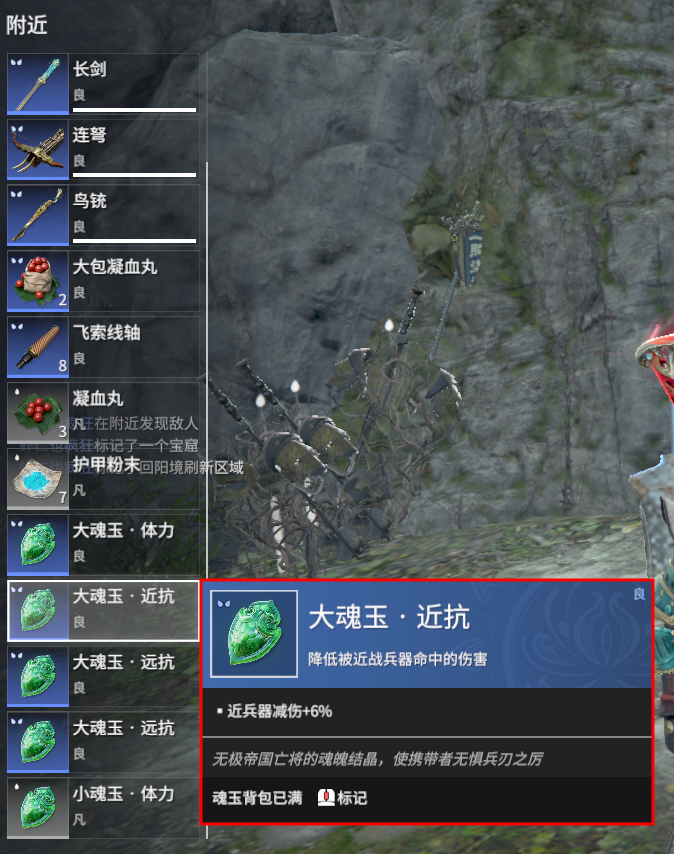 附近
长剑
良
连弩
良
鸟铳
良
大包凝血丸
2
良
飞索线轴
8
良
凝血丸
3
凡
在附近发现敌人
标记了一个宝窟
护甲粉末
7
凡
回阳境刷新区域
大魂玉·体力
良
大魂玉·近抗
良
大魂玉·远抗
良
大魂玉·远抗
良
小魂玉·体力
凡
良
大魂玉·近抗
降低被近战兵器命中的伤害
▪近兵器减伤+6%
无极帝国亡将的魂魄结晶，使携带者无惧兵刃之厉
魂玉背包已满 标记